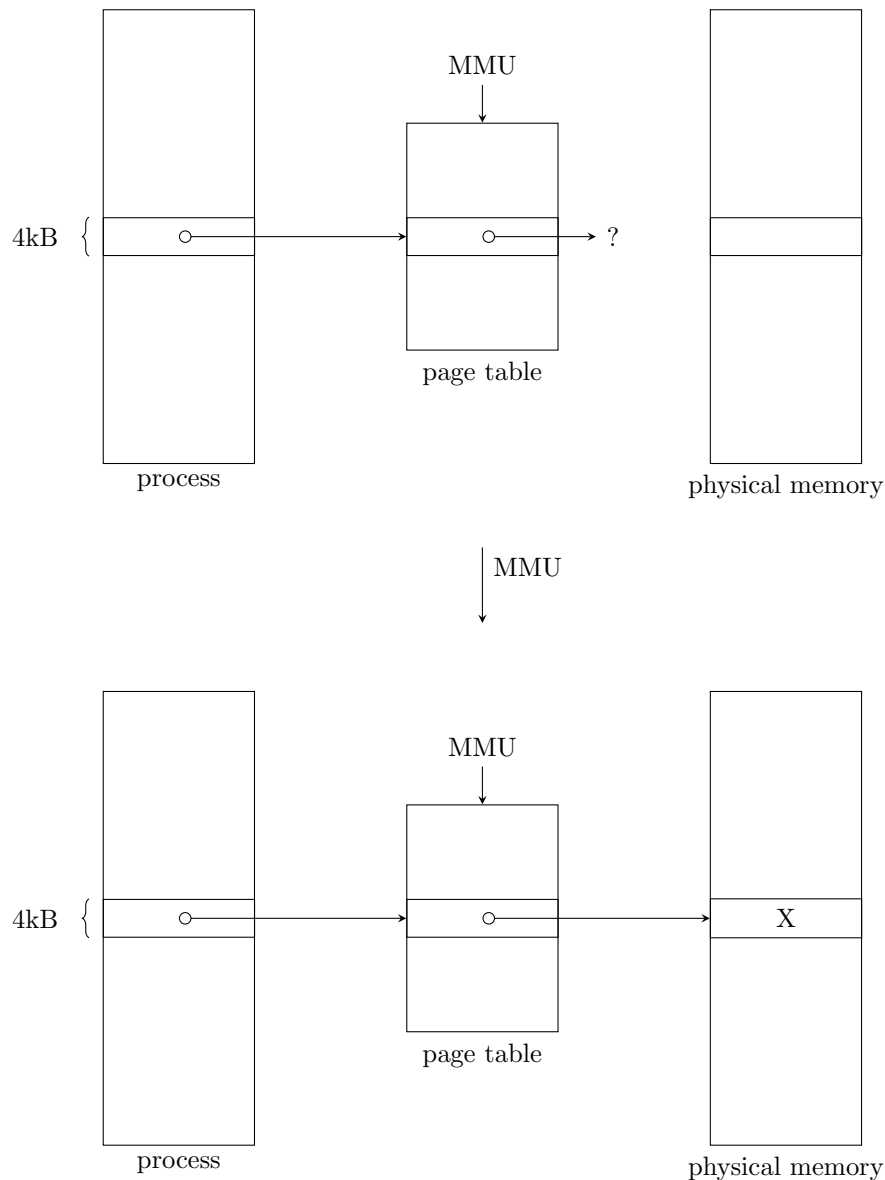 MMU
4kB
?
page table
process
physical memory
MMU
MMU
4kB
X
page table
process
physical memory